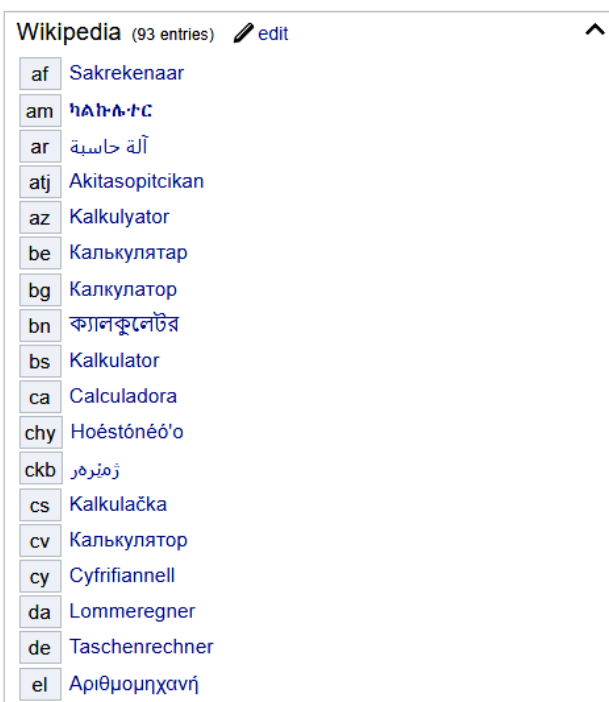 Wikipedia (93 entries) edit
af Sakrekenaar
am ካልኩሌተር
ar آلة حاسبة
atj Akitasopitcikan
az Kalkulyator
be Калькулятар
bg Калкулатор
bn ক্যালকুলেটর
bs Kalkulator
ca Calculadora
chy Hoéstónéó'o
ckb ژمێرەر
cs Kalkulačka
cv Калькулятор
cy Cyfrifiannell
da Lommeregner
de Taschenrechner
el Αριθμομηχανή